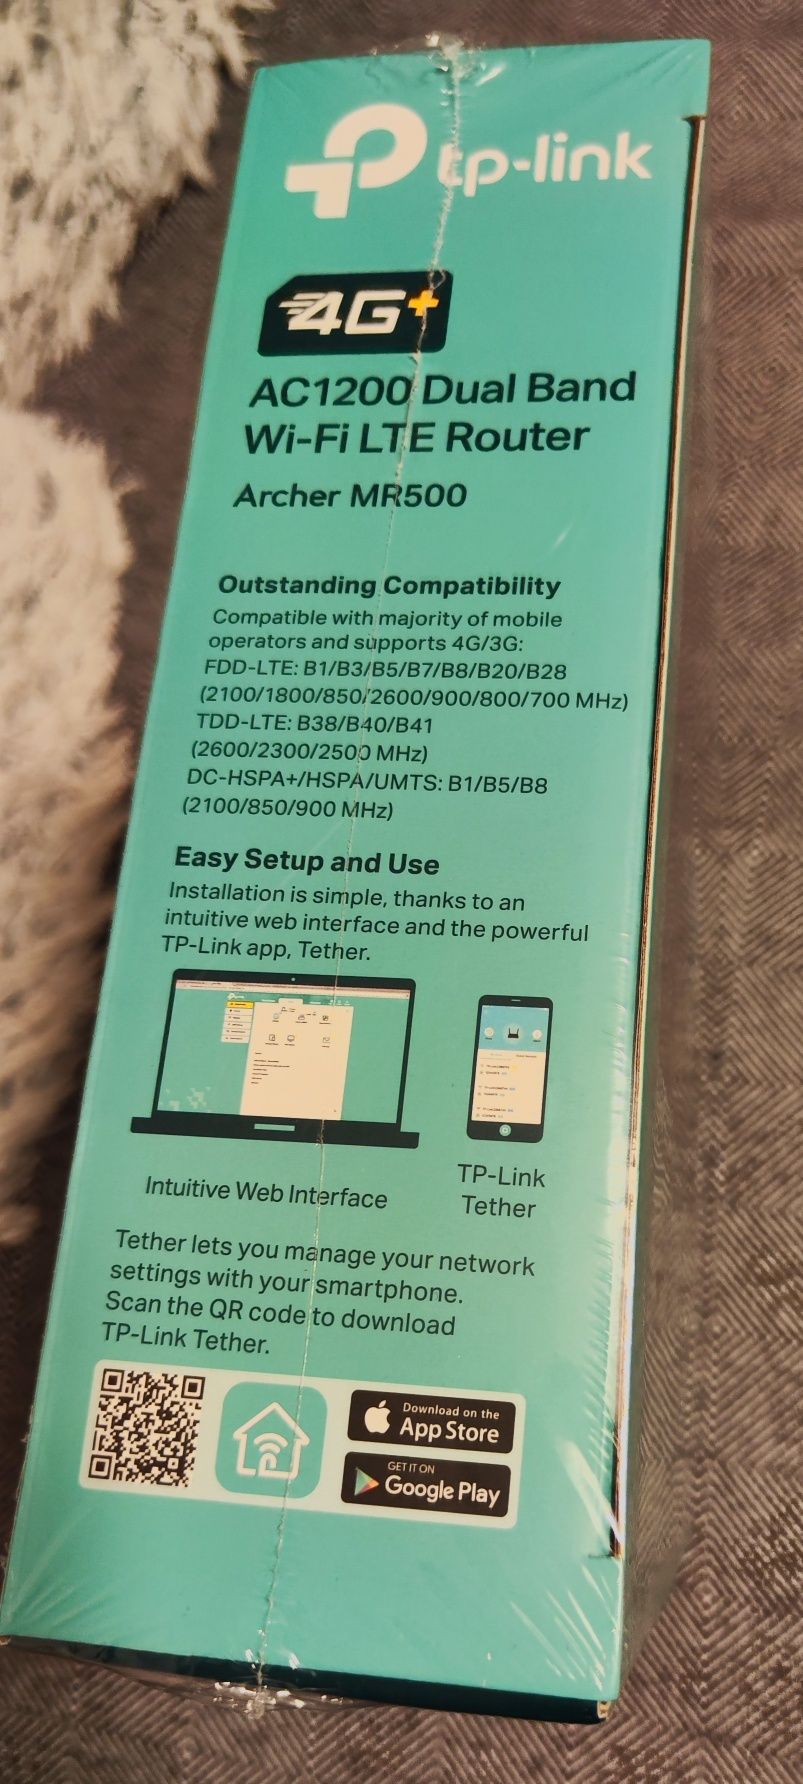 tp-link
4G+
AC1200 Dual Band
Wi-Fi LTE Router
Archer MR500
Outstanding Compatibility
Compatible with majority of mobile
operators and supports 4G/3G:
FDD-LTE: B1/B3/B5/B7/B8/B20/B28
(2100/1800/850/2600/900/800/700 MHz)
TDD-LTE: B38/B40/B41
(2600/2300/2500 MHz)
DC-HSPA+/HSPA/UMTS: B1/B5/B8
(2100/850/900 MHz)
Easy Setup and Use
Installation is simple, thanks to an
intuitive web interface and the powerful
TP-Link app, Tether.
Intuitive Web Interface
TP-Link
Tether
Tether lets you manage your network
settings with your smartphone.
Scan the QR code to download
TP-Link Tether.
Download on the
App Store
GET IT ON
Google Play